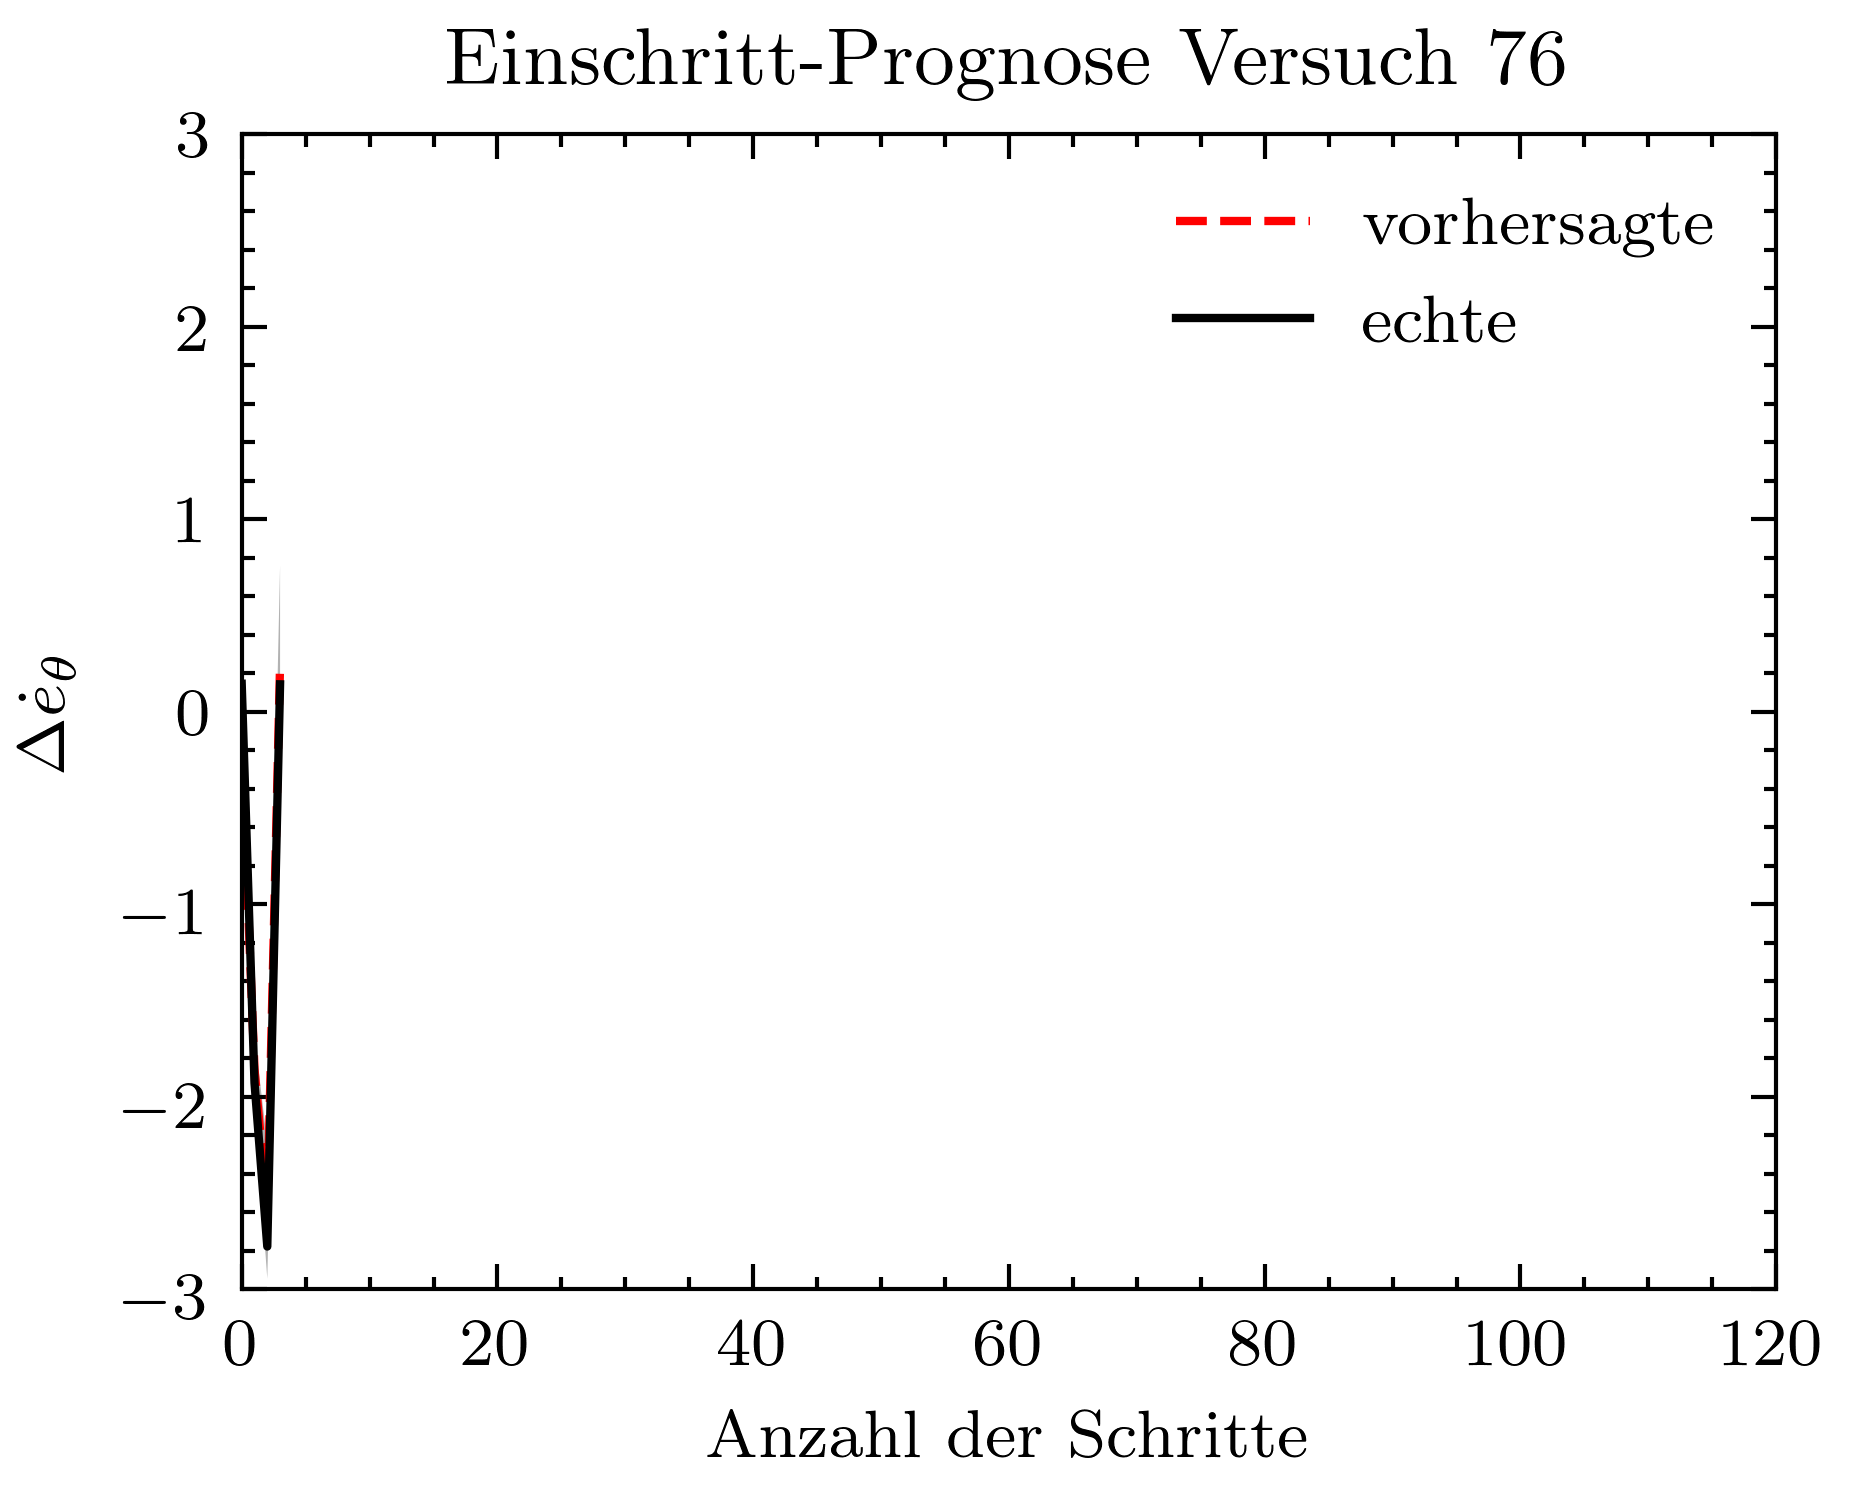 Einschritt-Prognose Versuch 76
3
2
1
0
−1
−2
−3
Δėθ
vorhersagte
echte
0 20 40 60 80 100 120
Anzahl der Schritte